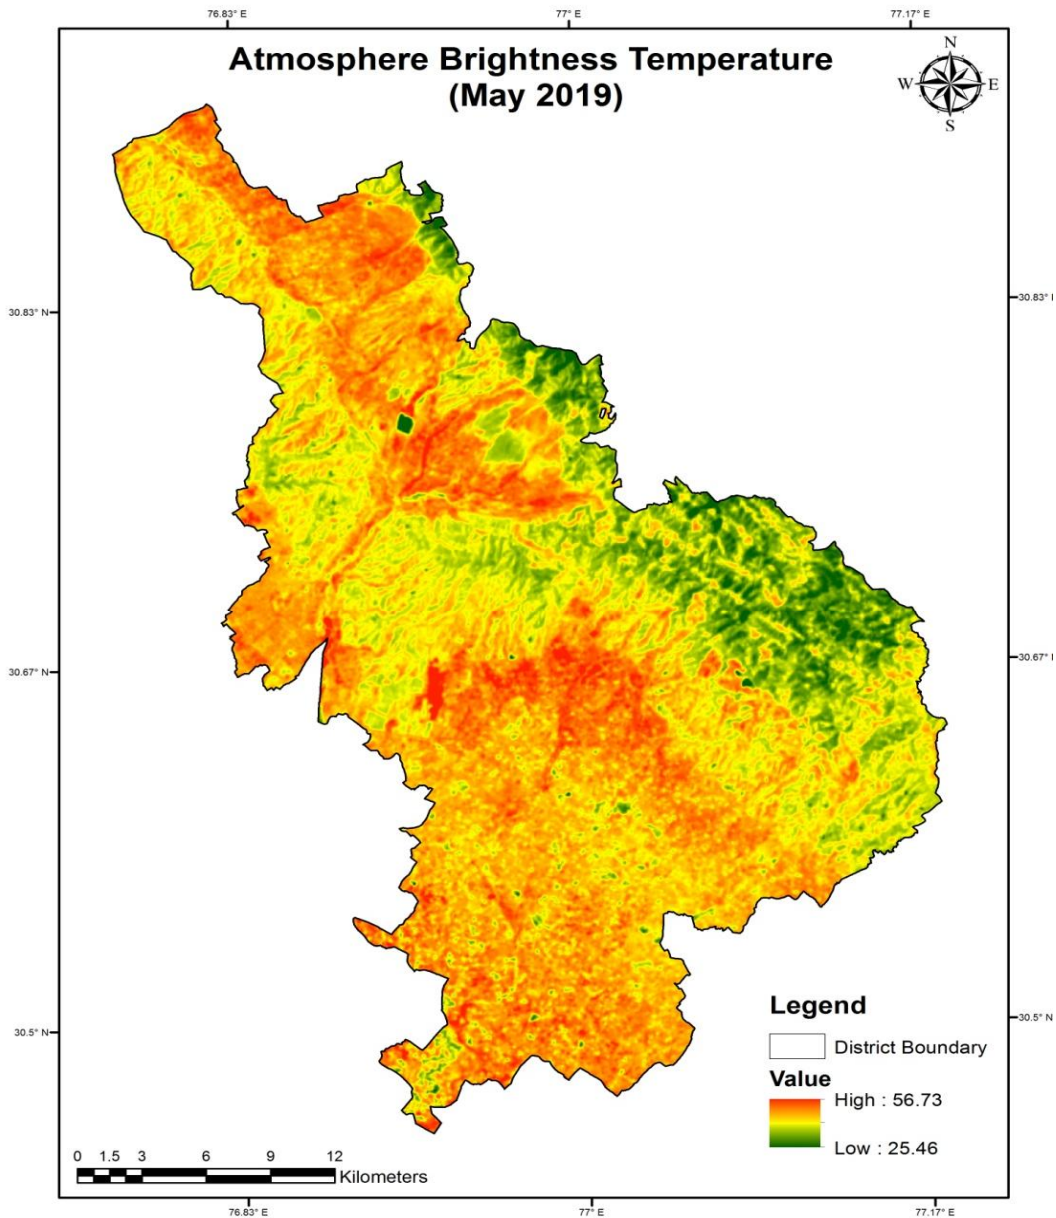 76.83° E 77° E 77.17° E
Atmosphere Brightness Temperature
(May 2019)
N
W E
S
30.83° N 30.83° N
30.67° N 30.67° N
30.5° N 30.5° N
Legend
District Boundary
Value
High : 56.73
Low : 25.46
0 1.5 3 6 9 12
Kilometers
76.83° E 77° E 77.17° E